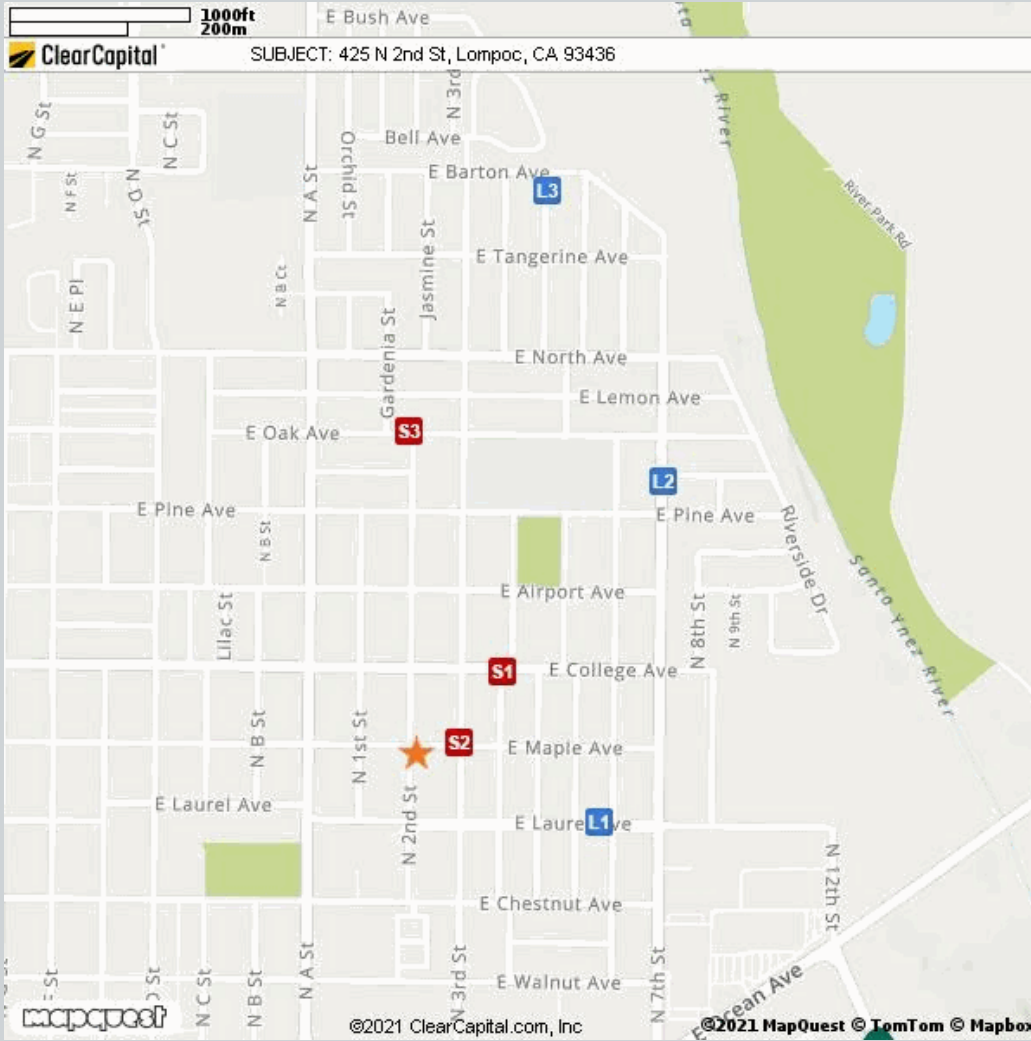 1000ft
200m
ClearCapital
SUBJECT: 425 N 2nd St, Lompoc, CA 93436
E Bush Ave
N 3rd
N G St
N C St
N A St
Orchid St
Bell Ave
River
N F St
N D St
E Barton Ave
L3
River Park Rd
Jasmine St
E Tangerine Ave
N B Ct
N E Pl
Gardenia St
E North Ave
E Lemon Ave
E Oak Ave
S3
L2
E Pine Ave
E Pine Ave
N B St
Riverside Dr
E Airport Ave
Lilac St
N 8th St
N 9th St
Santa Ynez River
S1
E College Ave
N B St
N 1st St
S2
E Maple Ave
E Laurel Ave
N 2nd St
L1
N 12th St
E Chestnut Ave
N A St
N 3rd St
N 7th St
E Walnut Ave
N C St
N B St
E Ocean Ave
mapquest
©2021 ClearCapital.com, Inc
©2021 MapQuest © TomTom © Mapbox